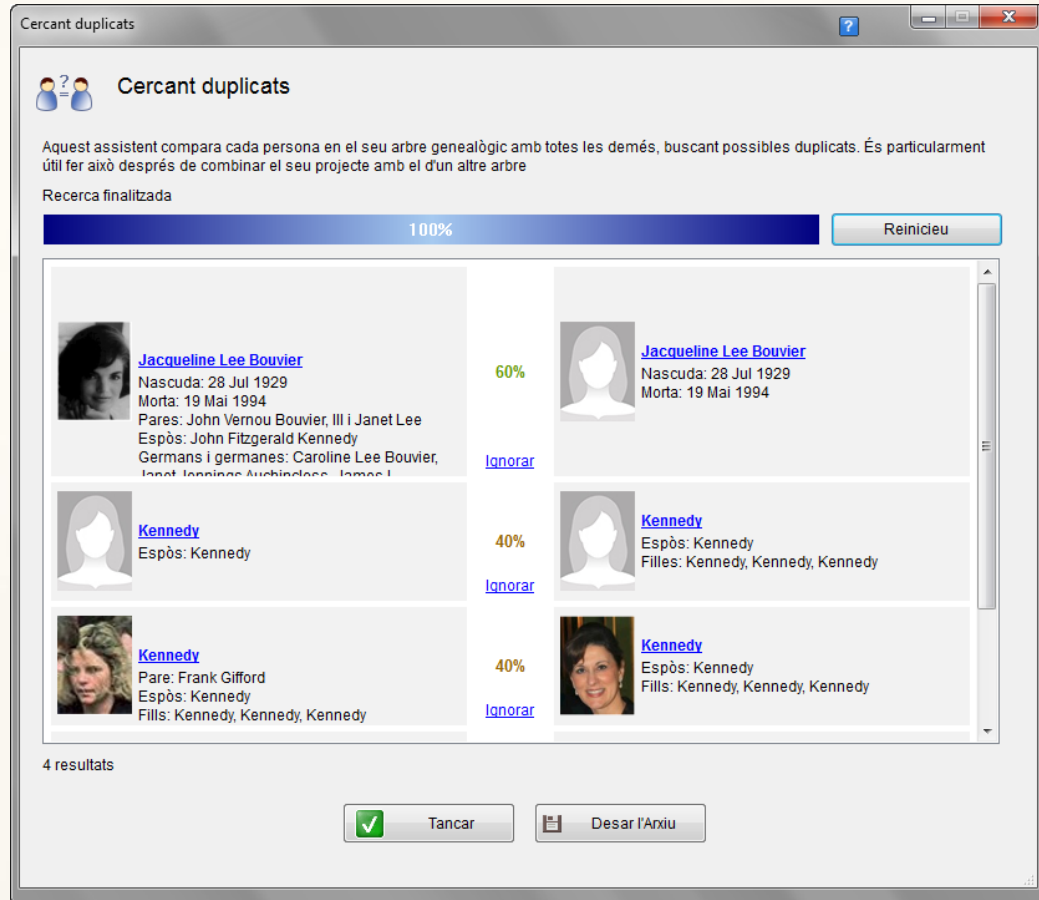 Cercant duplicats
Cercant duplicats
Aquest assistent compara cada persona en el seu arbre genealògic amb totes les demés, buscant possibles duplicats. És particularment
útil fer això després de combinar el seu projecte amb el d'un altre arbre
Recerca finalitzada
100%
Reinicieu
Jacqueline Lee Bouvier
Nascuda: 28 Jul 1929
Morta: 19 Mai 1994
Pares: John Vernou Bouvier, III i Janet Lee
Espòs: John Fitzgerald Kennedy
Germans i germanes: Caroline Lee Bouvier,
Janet Jennings Auchincloss, James L
60%
Ignorar
Jacqueline Lee Bouvier
Nascuda: 28 Jul 1929
Morta: 19 Mai 1994
Kennedy
Espòs: Kennedy
40%
Ignorar
Kennedy
Espòs: Kennedy
Filles: Kennedy, Kennedy, Kennedy
Kennedy
Pare: Frank Gifford
Espòs: Kennedy
Fills: Kennedy, Kennedy, Kennedy
40%
Ignorar
Kennedy
Espòs: Kennedy
Fills: Kennedy, Kennedy, Kennedy
4 resultats
Tancar
Desar l'Arxiu